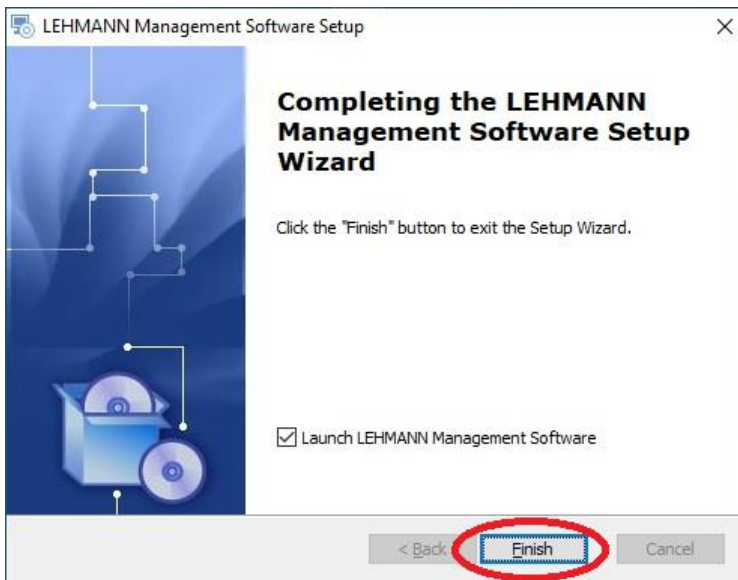 LEHMANN Management Software Setup
Completing the LEHMANN
Management Software Setup
Wizard
Click the "Finish" button to exit the Setup Wizard.
Launch LEHMANN Management Software
< Back
Finish
Cancel